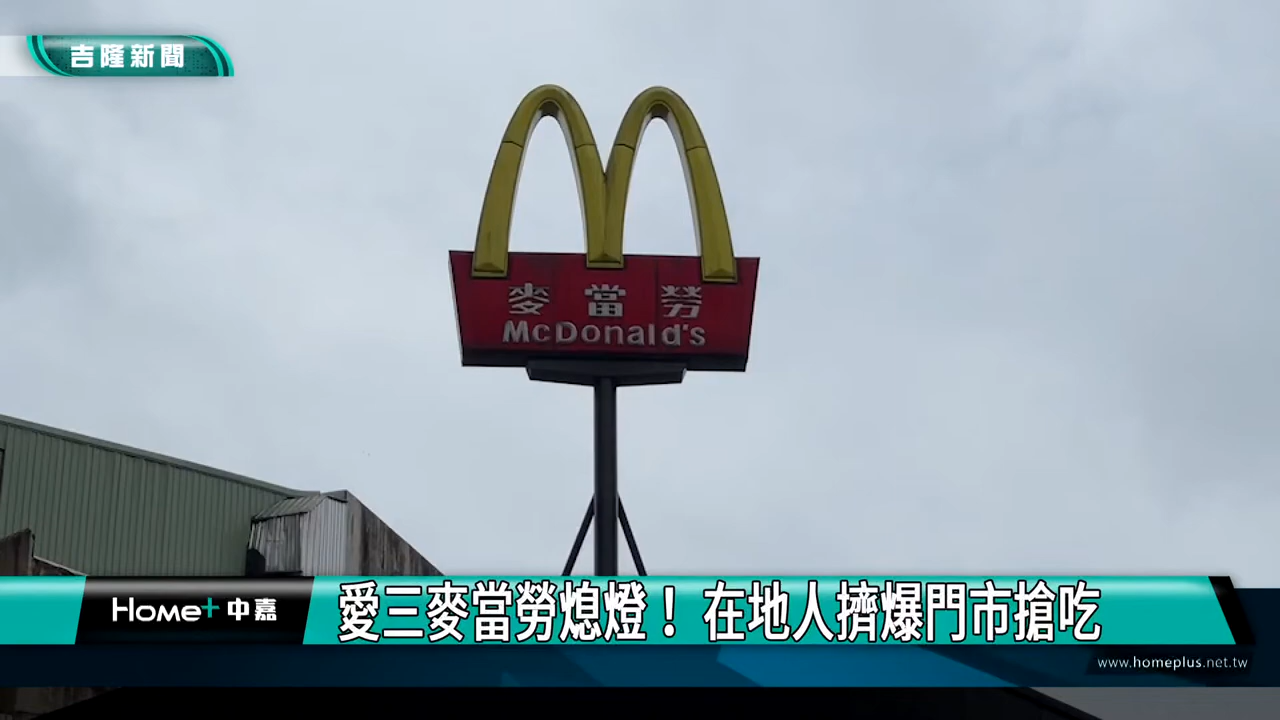 吉隆新聞
麥當勞
McDonald's
Home+ 中嘉
愛三麥當勞熄燈！ 在地人擠爆門市搶吃
www.homeplus.net.tw